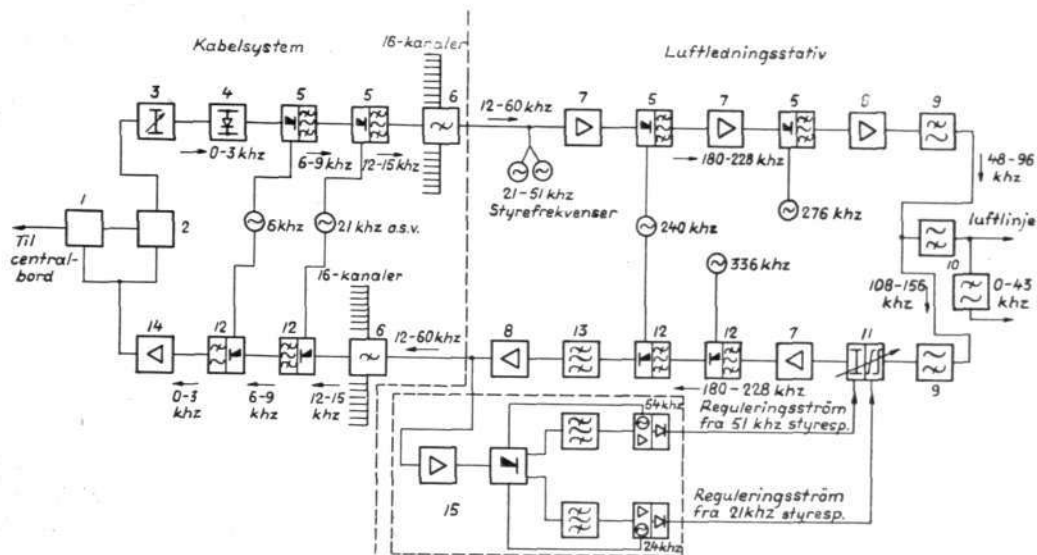 Kabelsystem
16-kanaler
Luftledningsstativ
3
4
5
5
6
12-60 khz
7
5
7
5
8
9
0-3 khz
6-9 khz
12-15 khz
21-51 khz
Styrefrekvenser
180-228 khz
48-96
khz
1
2
6 khz
21 khz o.s.v.
240 khz
276 khz
luftlinje
Til
central-
bord
16-kanaler
336 khz
10
108-156
khz
0-43
khz
14
12
12
6
12-60 khz
8
13
12
12
7
11
9
0-3
khz
6-9
khz
12-15
khz
180-228 khz
54khz
Reguleringsström
fra 51 khz styresp.
15
Reguleringsström
fra 21khz styresp.
24khz